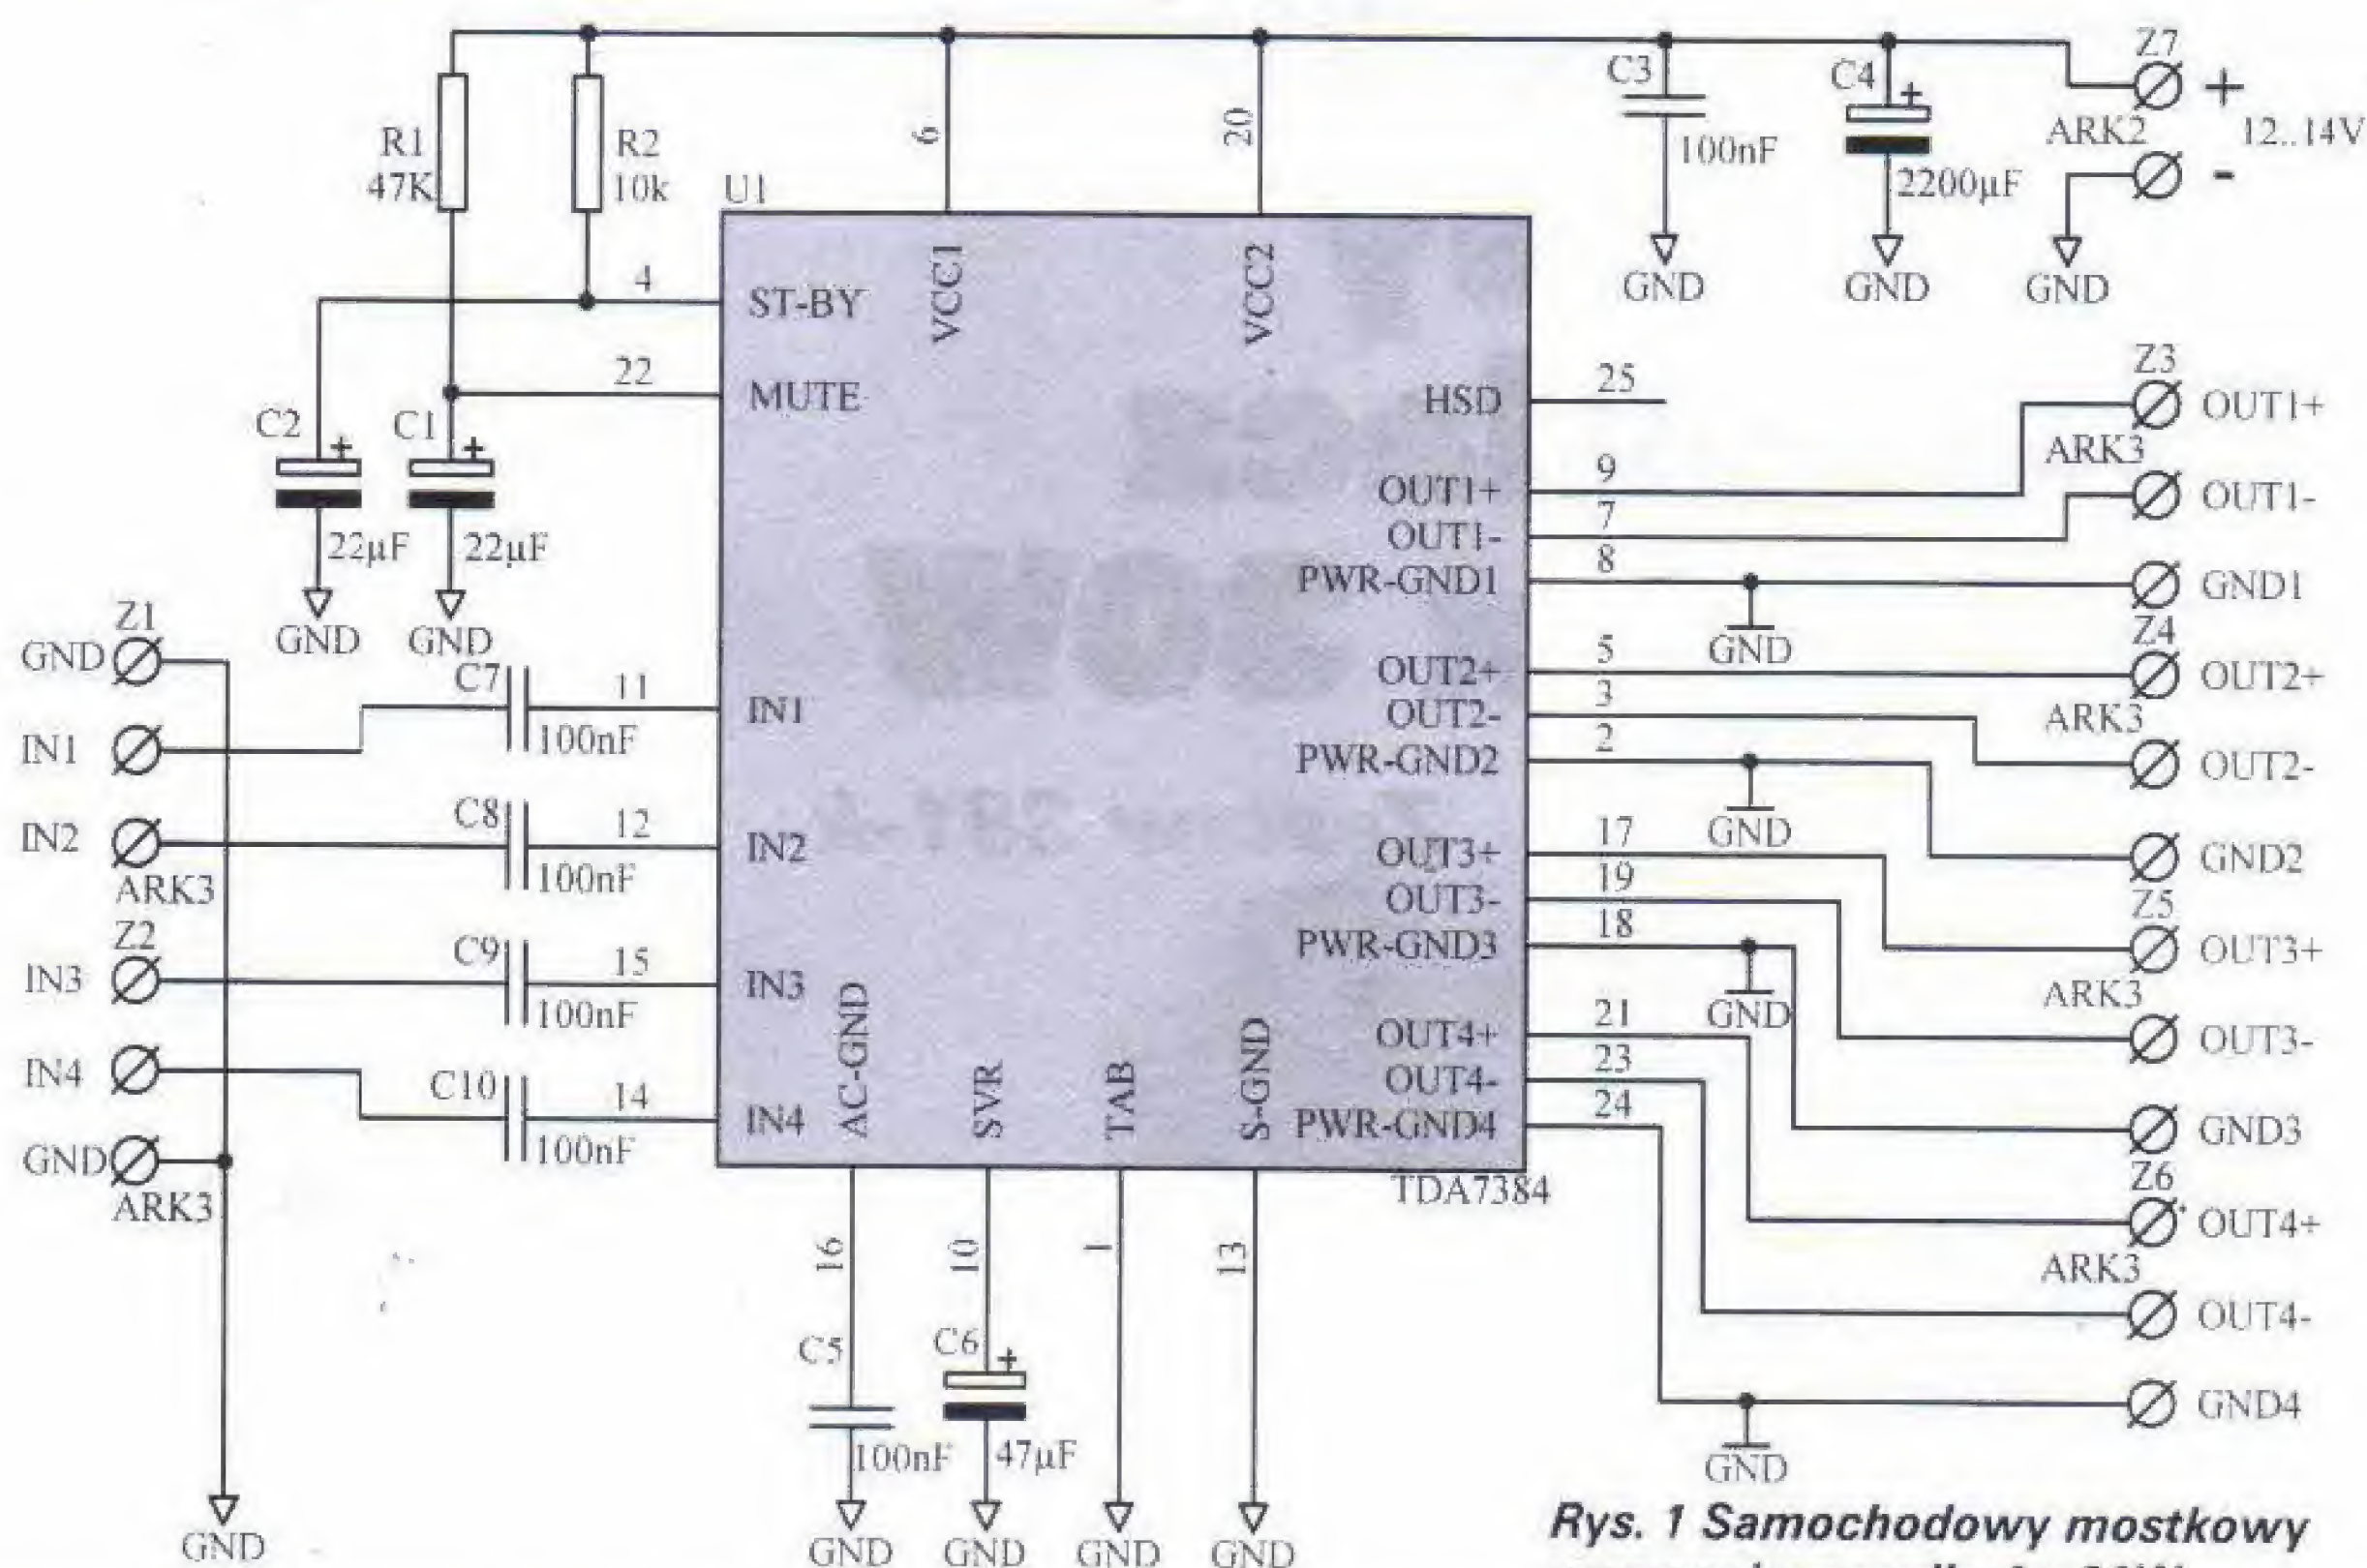 Z7
+
C3
C4
+
ARK2
12..14V
R1
47K
R2
10k
6
20
100nF
2200µF
-
U1
VCC1
VCC2
GND
GND
GND
4
ST-BY
22
MUTE
C2
+
C1
+
22µF
22µF
GND
GND
HSD
25
Z3
OUT1+
ARK3
OUT1+
9
OUT1-
OUT1-
7
PWR-GND1
8
GND1
GND
Z4
OUT2+
5
OUT2+
OUT2-
3
ARK3
PWR-GND2
2
OUT2-
GND
OUT3+
17
GND2
OUT3-
19
Z5
PWR-GND3
18
OUT3+
GND
ARK3
OUT4+
21
OUT3-
OUT4-
23
PWR-GND4
24
GND3
Z6
OUT4+
ARK3
OUT4-
GND4
GND
Z1
GND
IN1
C7
11
IN1
100nF
IN2
C8
12
IN2
100nF
ARK3
Z2
IN3
C9
15
IN3
100nF
IN4
C10
14
IN4
100nF
GND
ARK3
GND
AC-GND
SVR
TAB
S-GND
TDA7384
16
10
1
13
C5
C6
+
100nF
47µF
GND
GND
GND
GND
Rys. 1 Samochodowy mostkowy